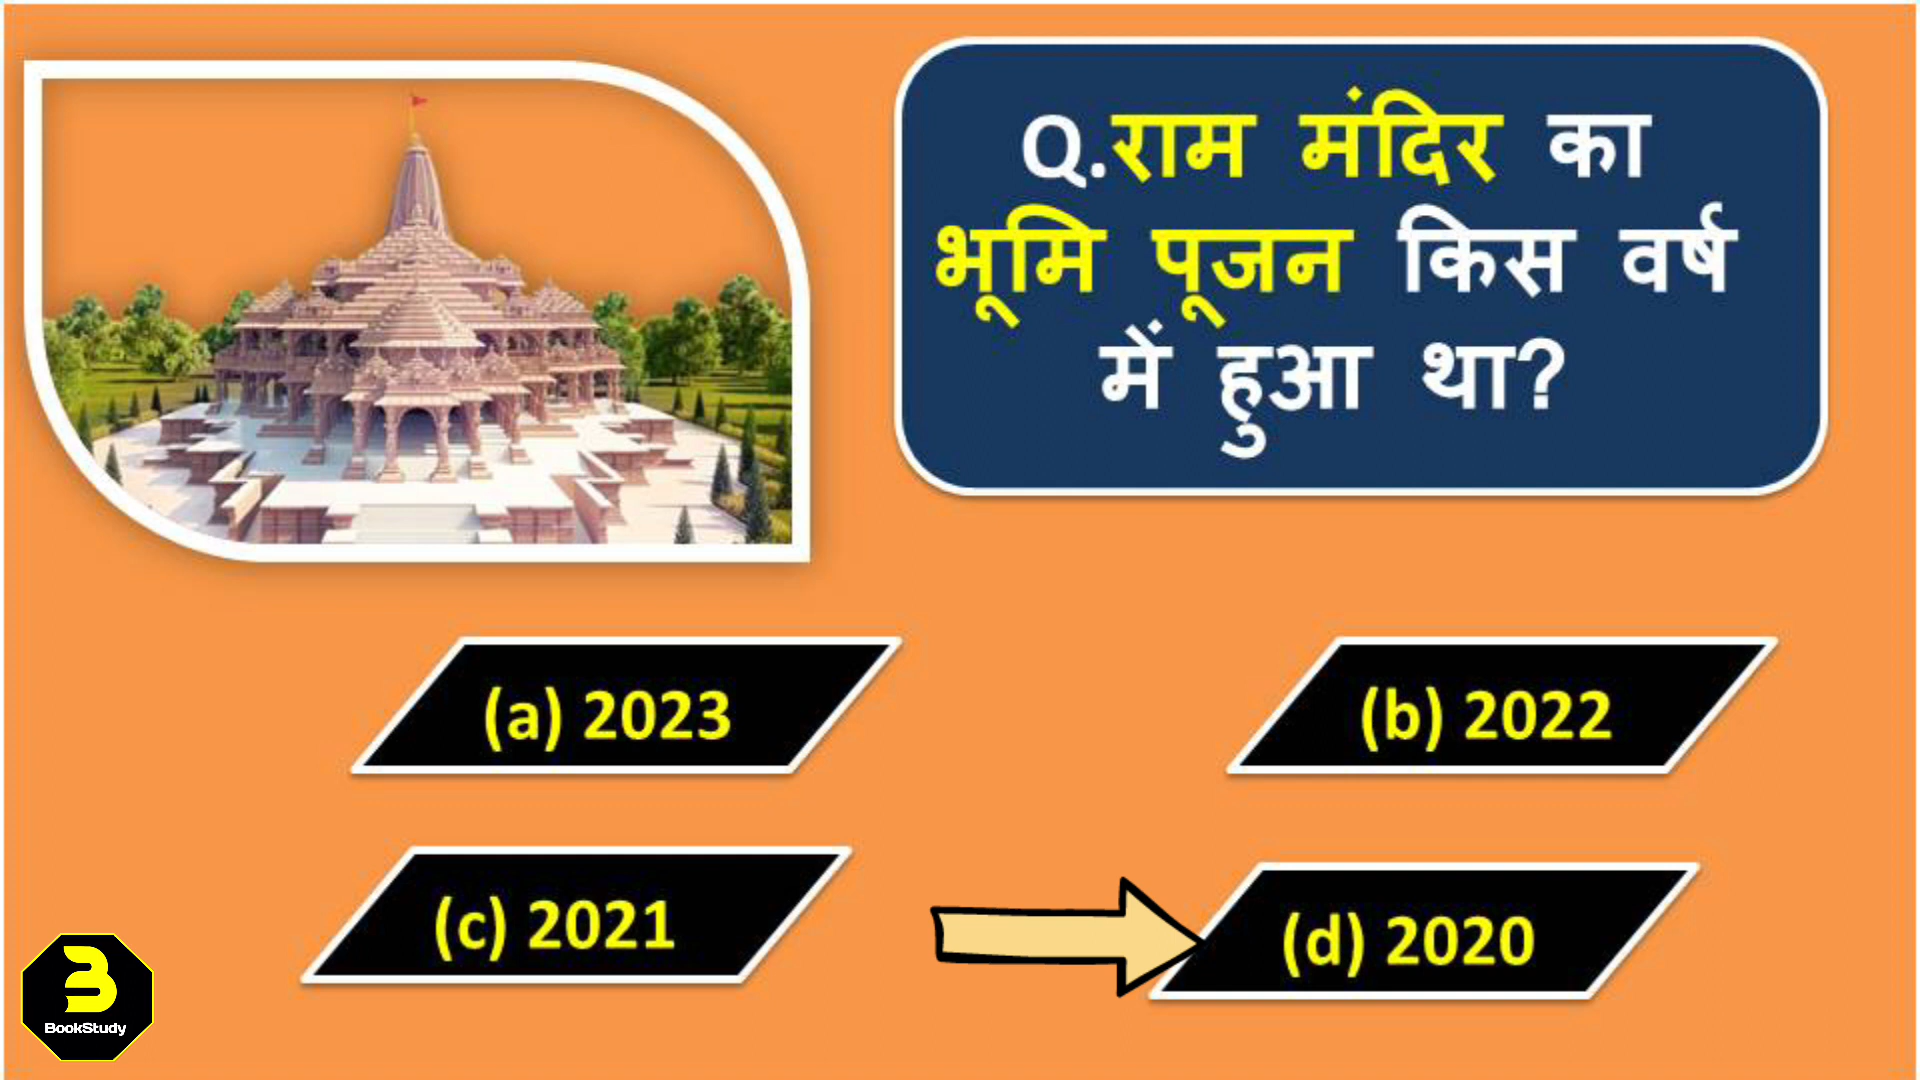 Q.राम मंदिर का
भूमि पूजन किस वर्ष
में हुआ था?
(a) 2023
(b) 2022
(c) 2021
(d) 2020
BookStudy